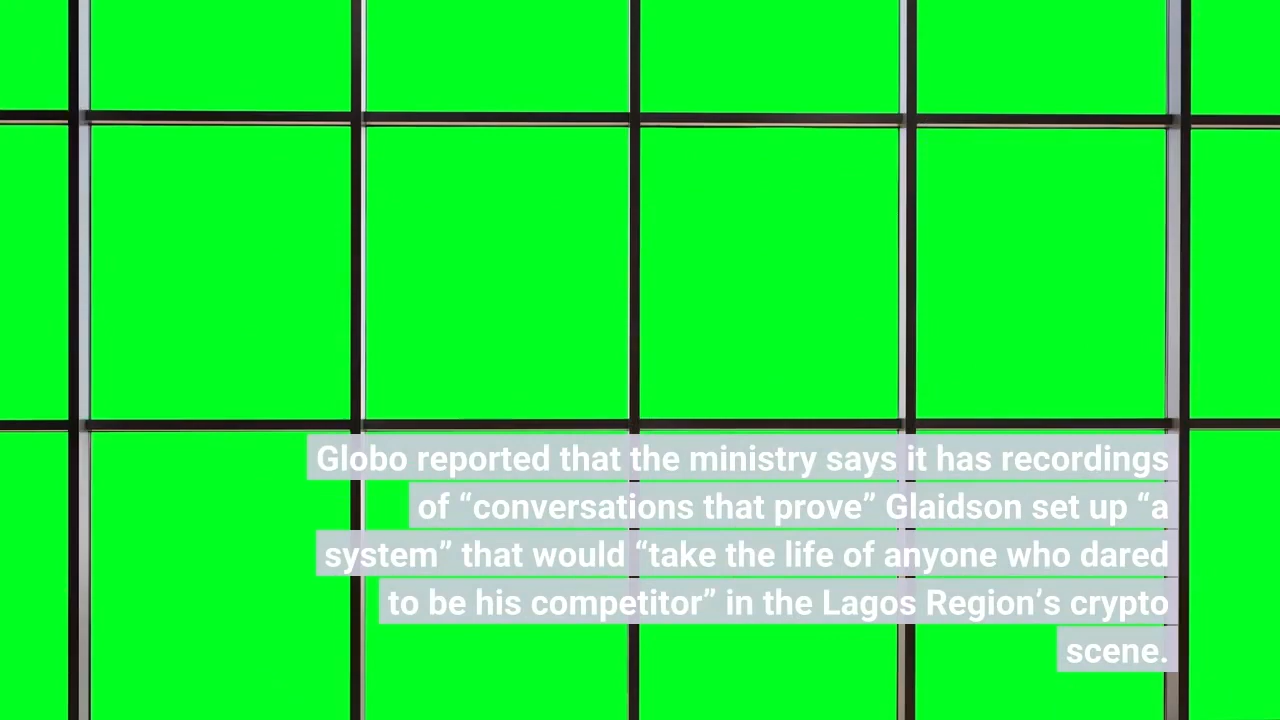 Globo reported that the ministry says it has recordings
of “conversations that prove” Glaidson set up “a
system” that would “take the life of anyone who dared
to be his competitor” in the Lagos Region’s crypto
scene.